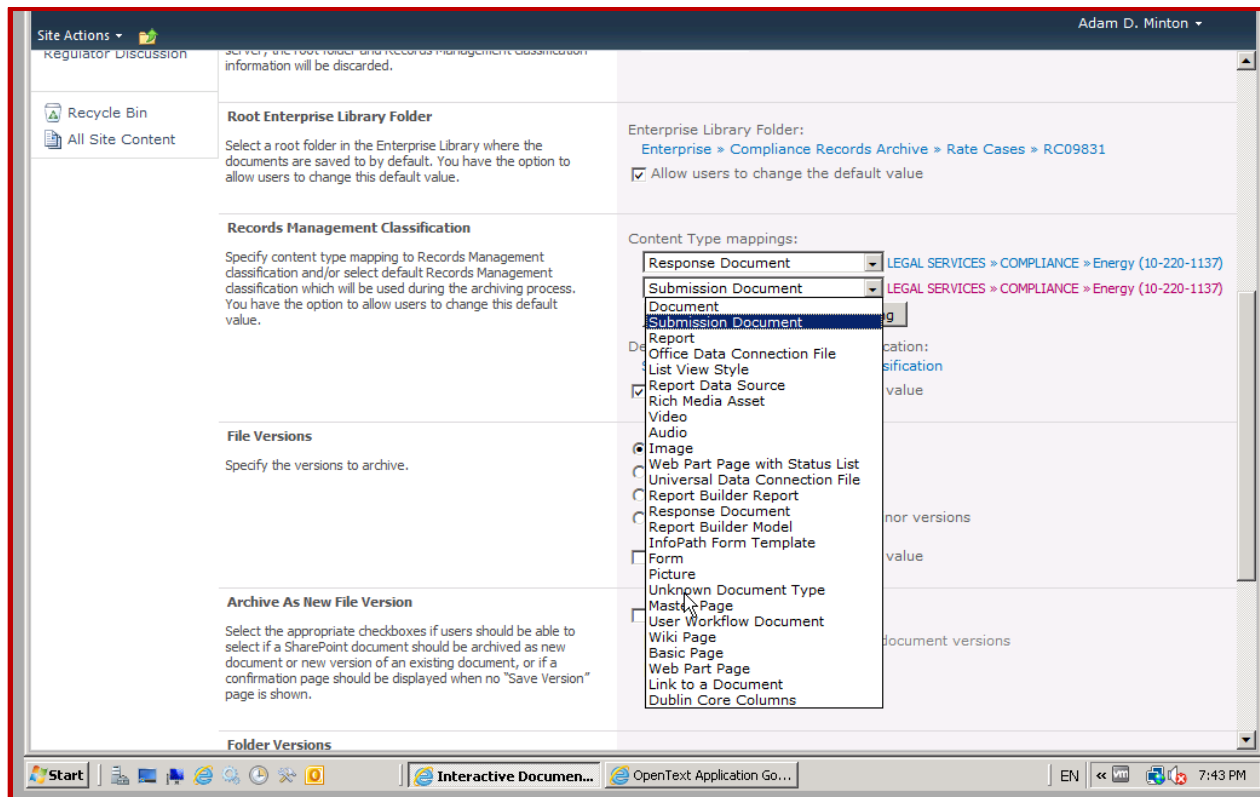 Adam D. Minton
Site Actions
Regulator Discussion
server, the root folder and Records Management Classification
information will be discarded.
Recycle Bin
All Site Content
Root Enterprise Library Folder
Select a root folder in the Enterprise Library where the
documents are saved to by default. You have the option to
allow users to change this default value.
Enterprise Library Folder:
Enterprise » Compliance Records Archive » Rate Cases » RC09831
Allow users to change the default value
Records Management Classification
Specify content type mapping to Records Management
classification and/or select default Records Management
classification which will be used during the archiving process.
You have the option to allow users to change this default
value.
Content Type mappings:
Response Document
LEGAL SERVICES » COMPLIANCE » Energy (10-220-1137)
Submission Document
LEGAL SERVICES » COMPLIANCE » Energy (10-220-1137)
Document
Submission Document
Report
Office Data Connection File
List View Style
Report Data Source
Rich Media Asset
Video
Audio
Image
Web Part Page with Status List
Universal Data Connection File
Report Builder Report
Response Document
Report Builder Model
InfoPath Form Template
Form
Picture
Unknown Document Type
Master Page
User Workflow Document
Wiki Page
Basic Page
Web Part Page
Link to a Document
Dublin Core Columns
value
File Versions
Specify the versions to archive.
nor versions
value
Archive As New File Version
Select the appropriate checkboxes if users should be able to
select if a SharePoint document should be archived as new
document or new version of an existing document, or if a
confirmation page should be displayed when no "Save Version"
page is shown.
document versions
Folder Versions
Start
Interactive Documen...
OpenText Application Go...
EN
7:43 PM